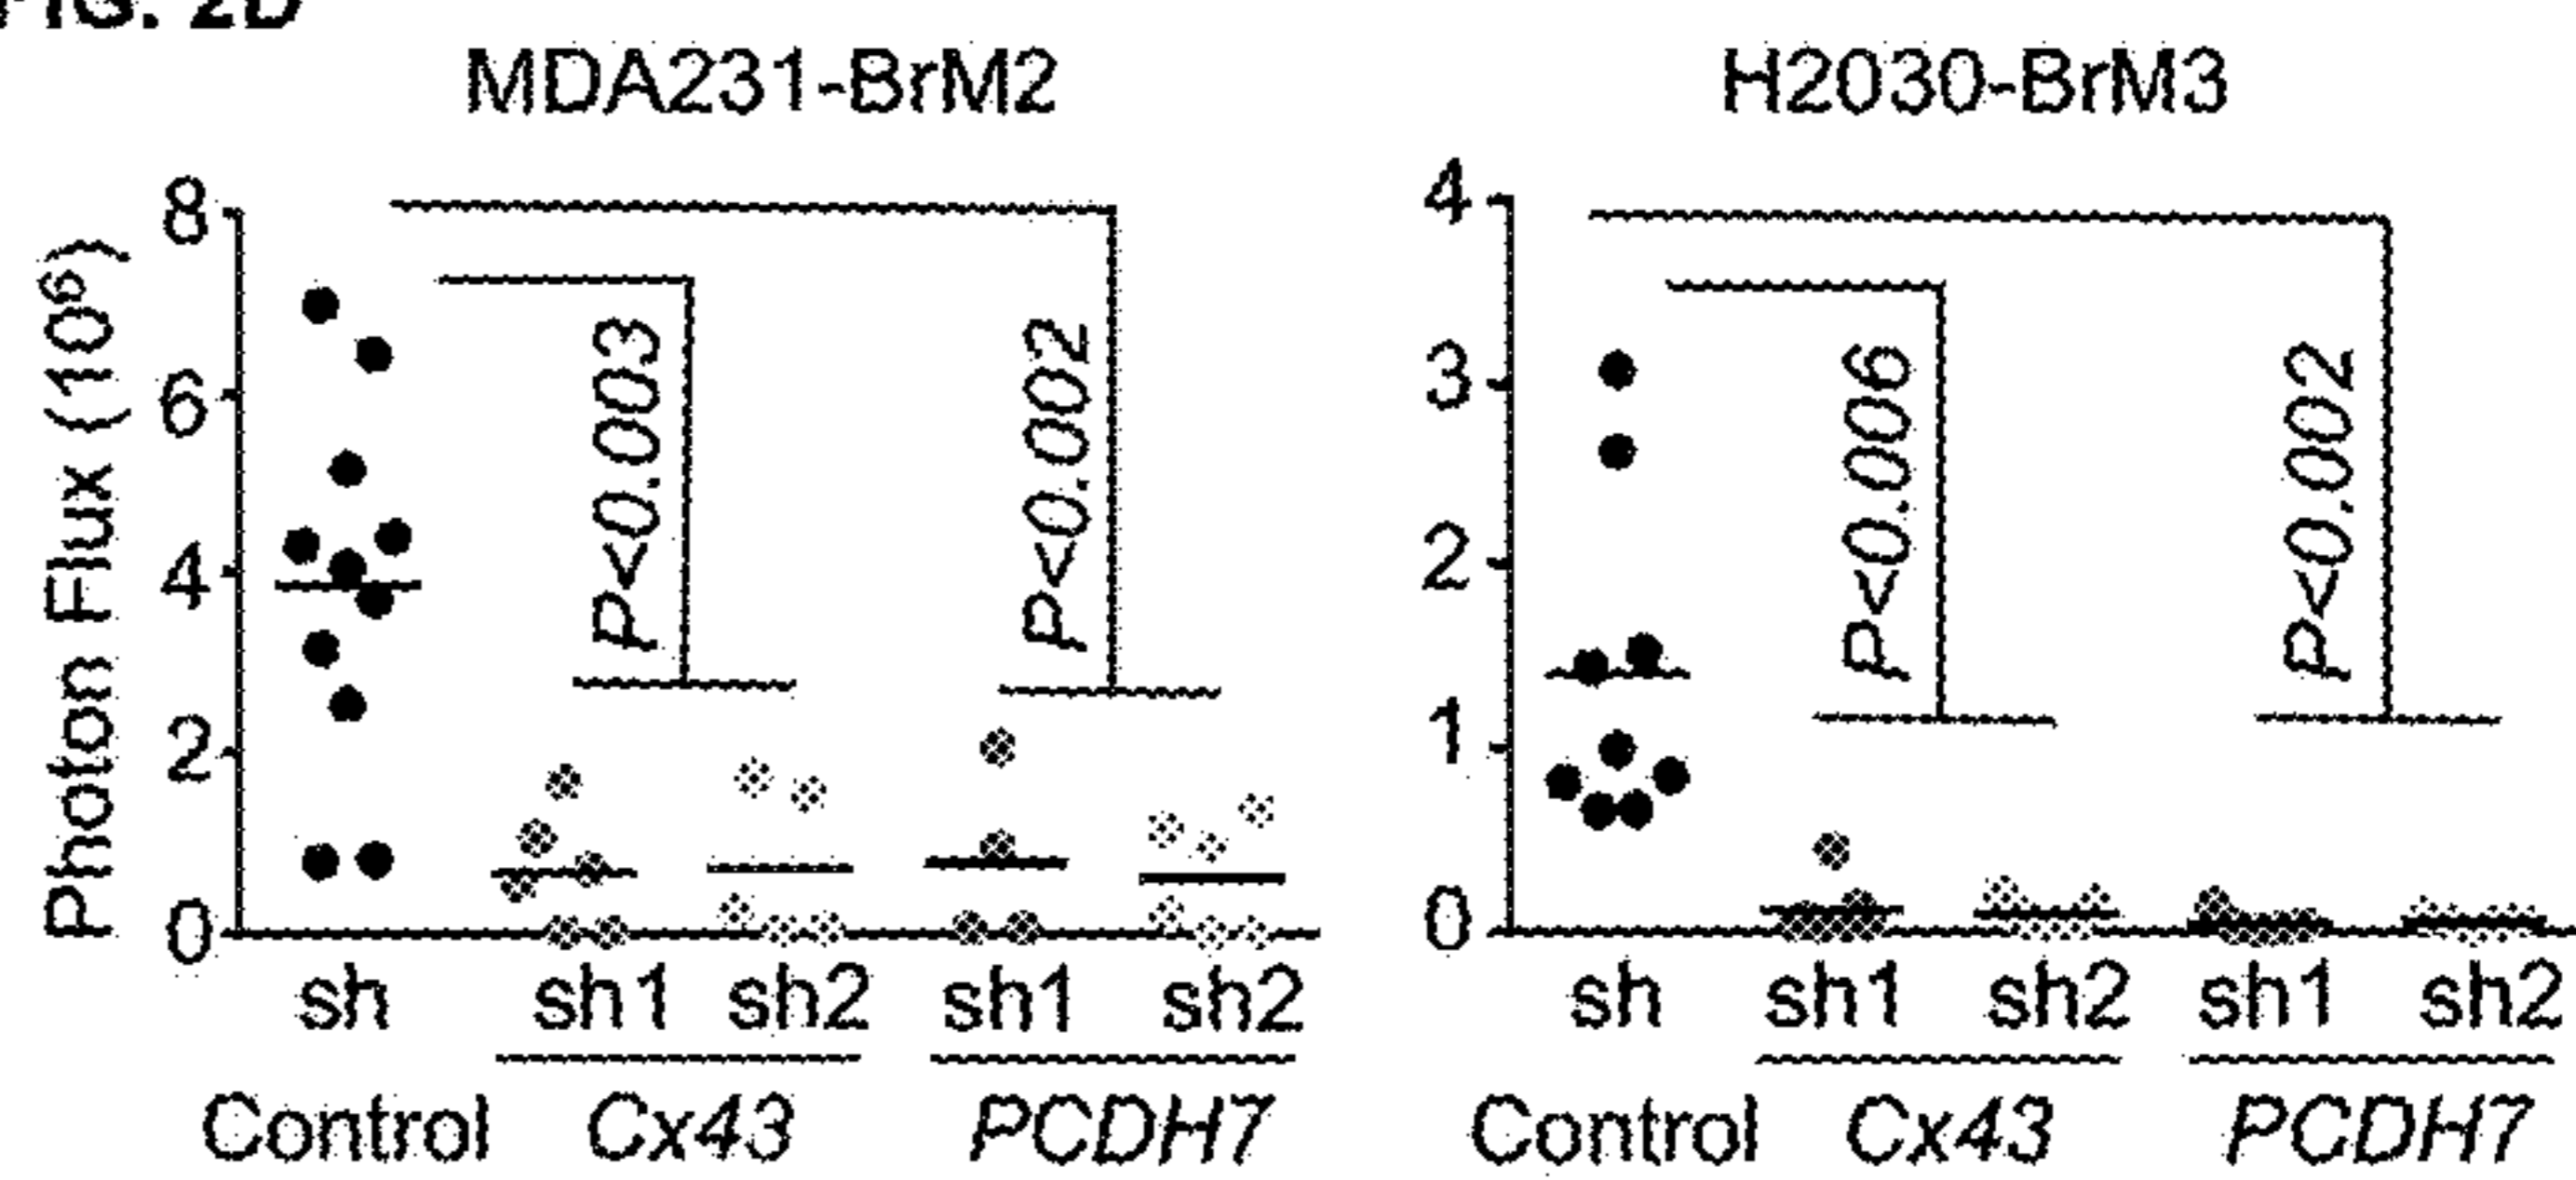 FIG. 2D
MDA231-BrM2
H2030-BrM3
Photon Flux (10⁶)
8
6
4
2
0
P<0.003
P<0.002
4
3
2
1
0
P<0.006
P<0.002
sh sh1 sh2 sh1 sh2
Control Cx43 PCDH7
sh sh1 sh2 sh1 sh2
Control Cx43 PCDH7